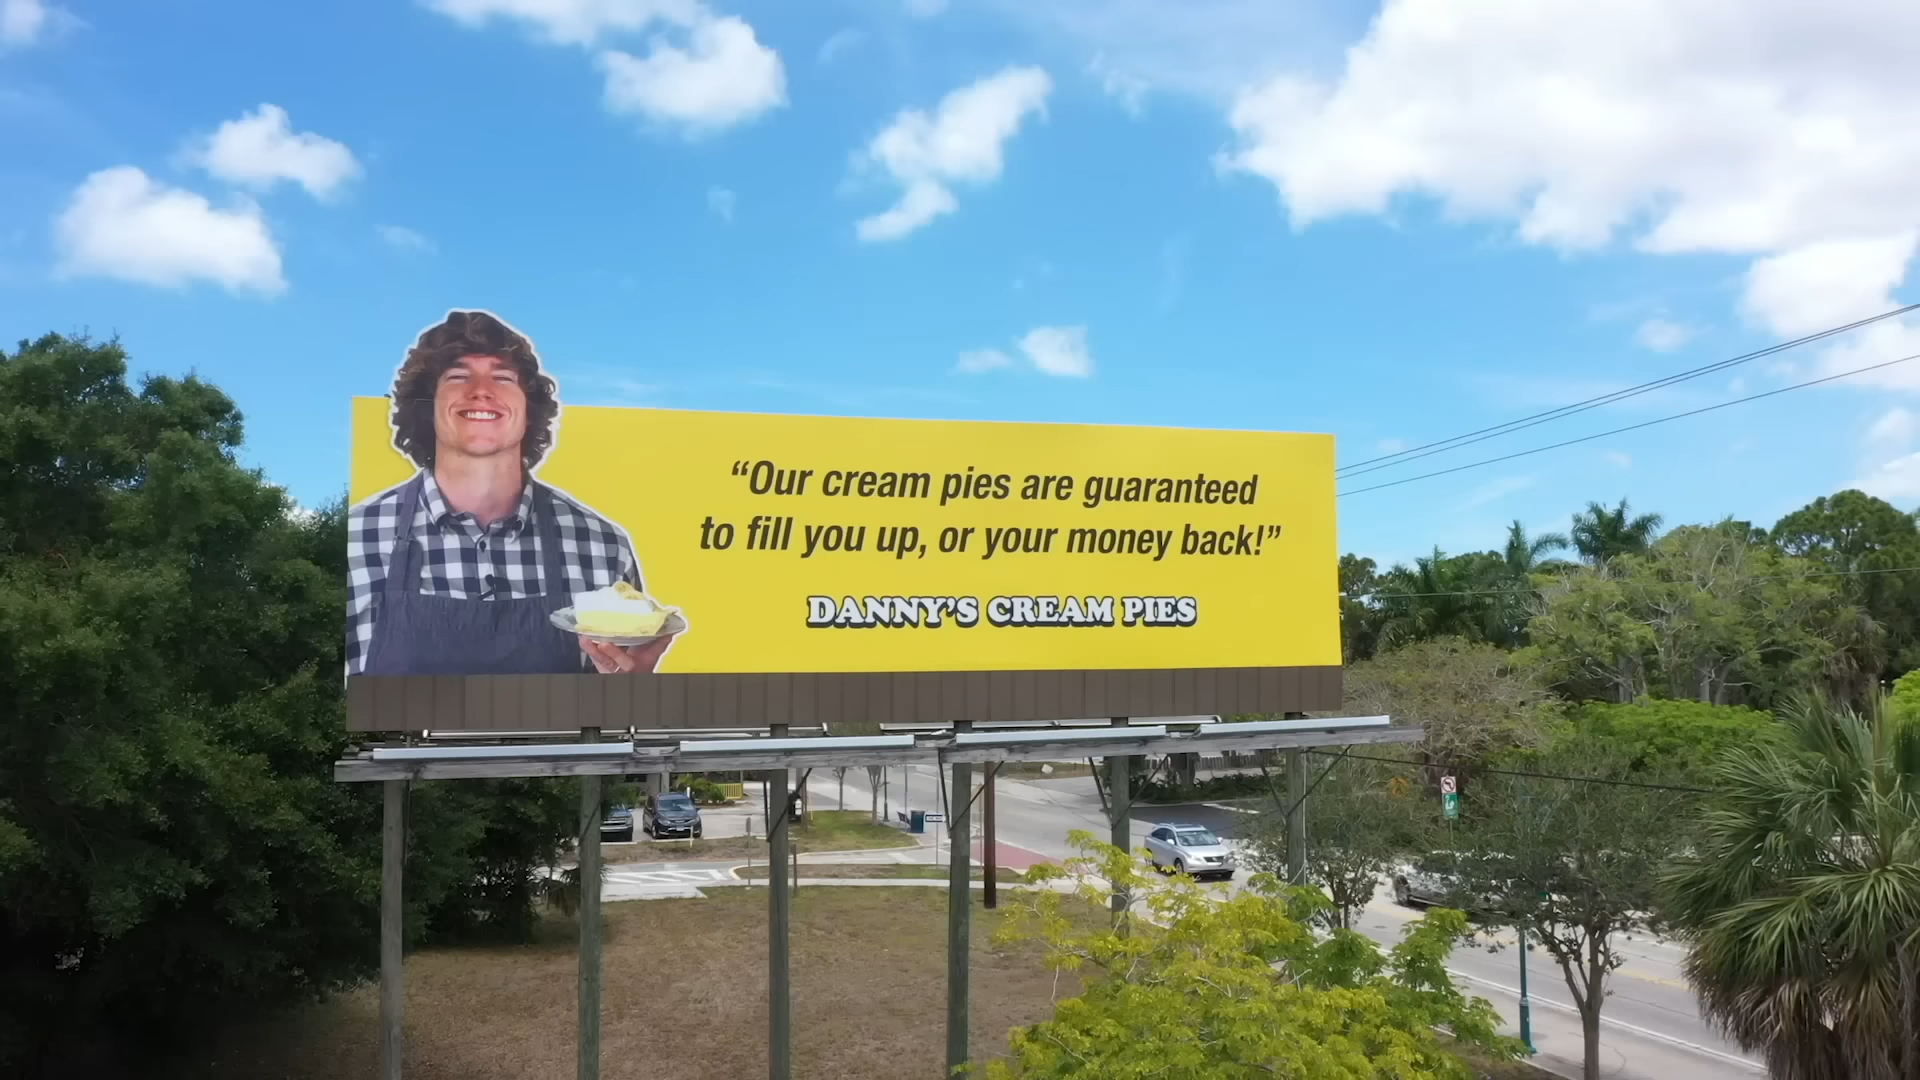 “Our cream pies are guaranteed
to fill you up, or your money back!”
DANNY’S CREAM PIES